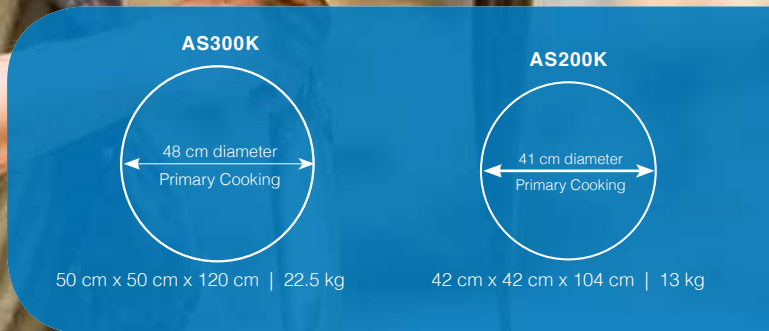 AS300K
48 cm diameter
Primary Cooking
50 cm x 50 cm x 120 cm | 22.5 kg
AS200K
41 cm diameter
Primary Cooking
42 cm x 42 cm x 104 cm | 13 kg